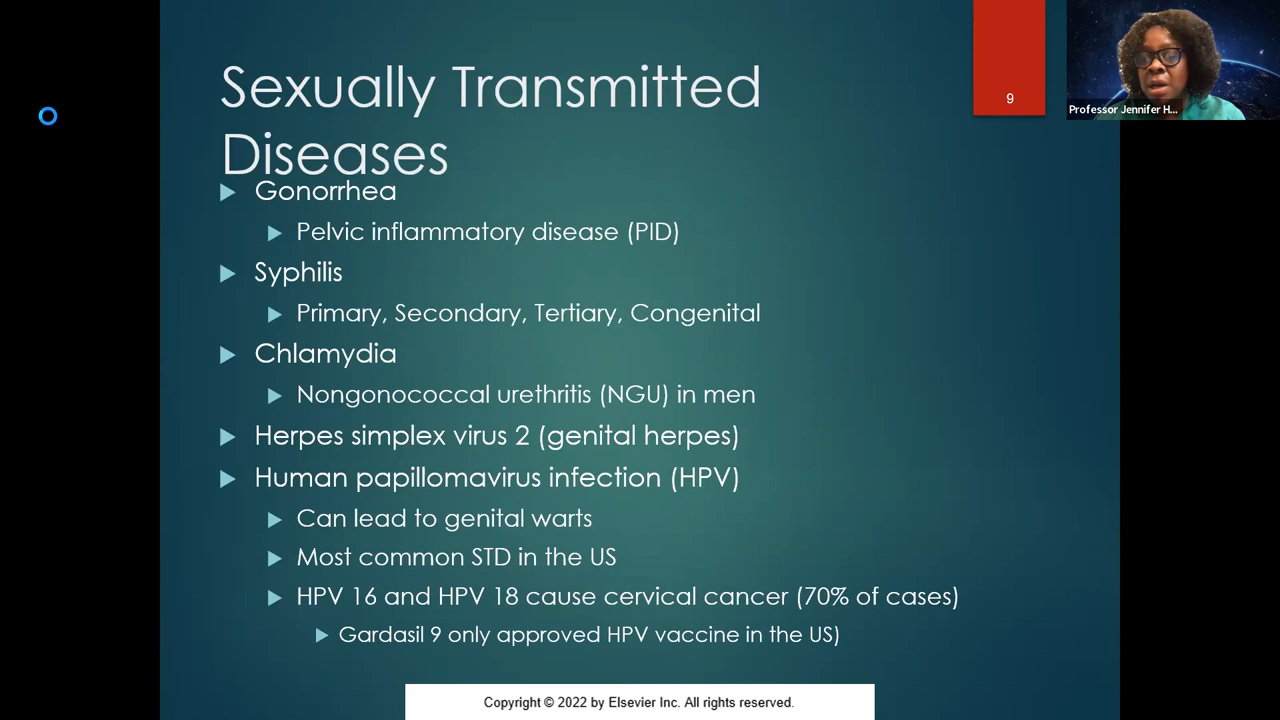 Sexually Transmitted
Diseases
9
Professor Jennifer H...
Gonorrhea
Pelvic inflammatory disease (PID)
Syphilis
Primary, Secondary, Tertiary, Congenital
Chlamydia
Nongonococcal urethritis (NGU) in men
Herpes simplex virus 2 (genital herpes)
Human papillomavirus infection (HPV)
Can lead to genital warts
Most common STD in the US
HPV 16 and HPV 18 cause cervical cancer (70% of cases)
Gardasil 9 only approved HPV vaccine in the US)
Copyright © 2022 by Elsevier Inc. All rights reserved.